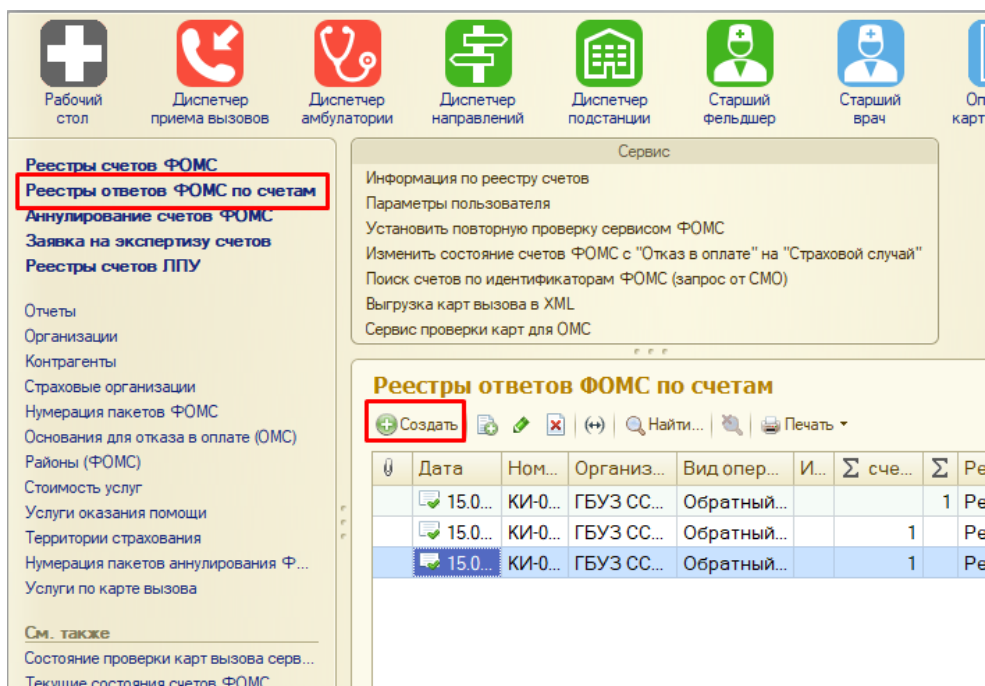 Рабочий стол
Диспетчер приема вызовов
Диспетчер амбулатории
Диспетчер направлений
Диспетчер подстанции
Старший фельдшер
Старший врач
Оп
карт
Реестры счетов ФОМС
Реестры ответов ФОМС по счетам
Аннулирование счетов ФОМС
Заявка на экспертизу счетов
Реестры счетов ЛПУ
Отчеты
Организации
Контрагенты
Страховые организации
Нумерация пакетов ФОМС
Основания для отказа в оплате (ОМС)
Районы (ФОМС)
Стоимость услуг
Услуги оказания помощи
Территории страхования
Нумерация пакетов аннулирования Ф...
Услуги по карте вызова
См. также
Состояние проверки карт вызова серв...
Текущие состояния счетов ФОМС
Сервис
Информация по реестру счетов
Параметры пользователя
Установить повторную проверку сервисом ФОМС
Изменить состояние счетов ФОМС с "Отказ в оплате" на "Страховой случай"
Поиск счетов по идентификаторам ФОМС (запрос от СМО)
Выгрузка карт вызова в XML
Сервис проверки карт для ОМС
Реестры ответов ФОМС по счетам
Создать Найти... Печать
Дата Ном... Организ... Вид опер... И... Σ сче... Σ Ре
15.0... КИ-0... ГБУЗ СС... Обратный... 1 Ре
15.0... КИ-0... ГБУЗ СС... Обратный... 1 Ре
15.0... КИ-0... ГБУЗ СС... Обратный... 1 Ре